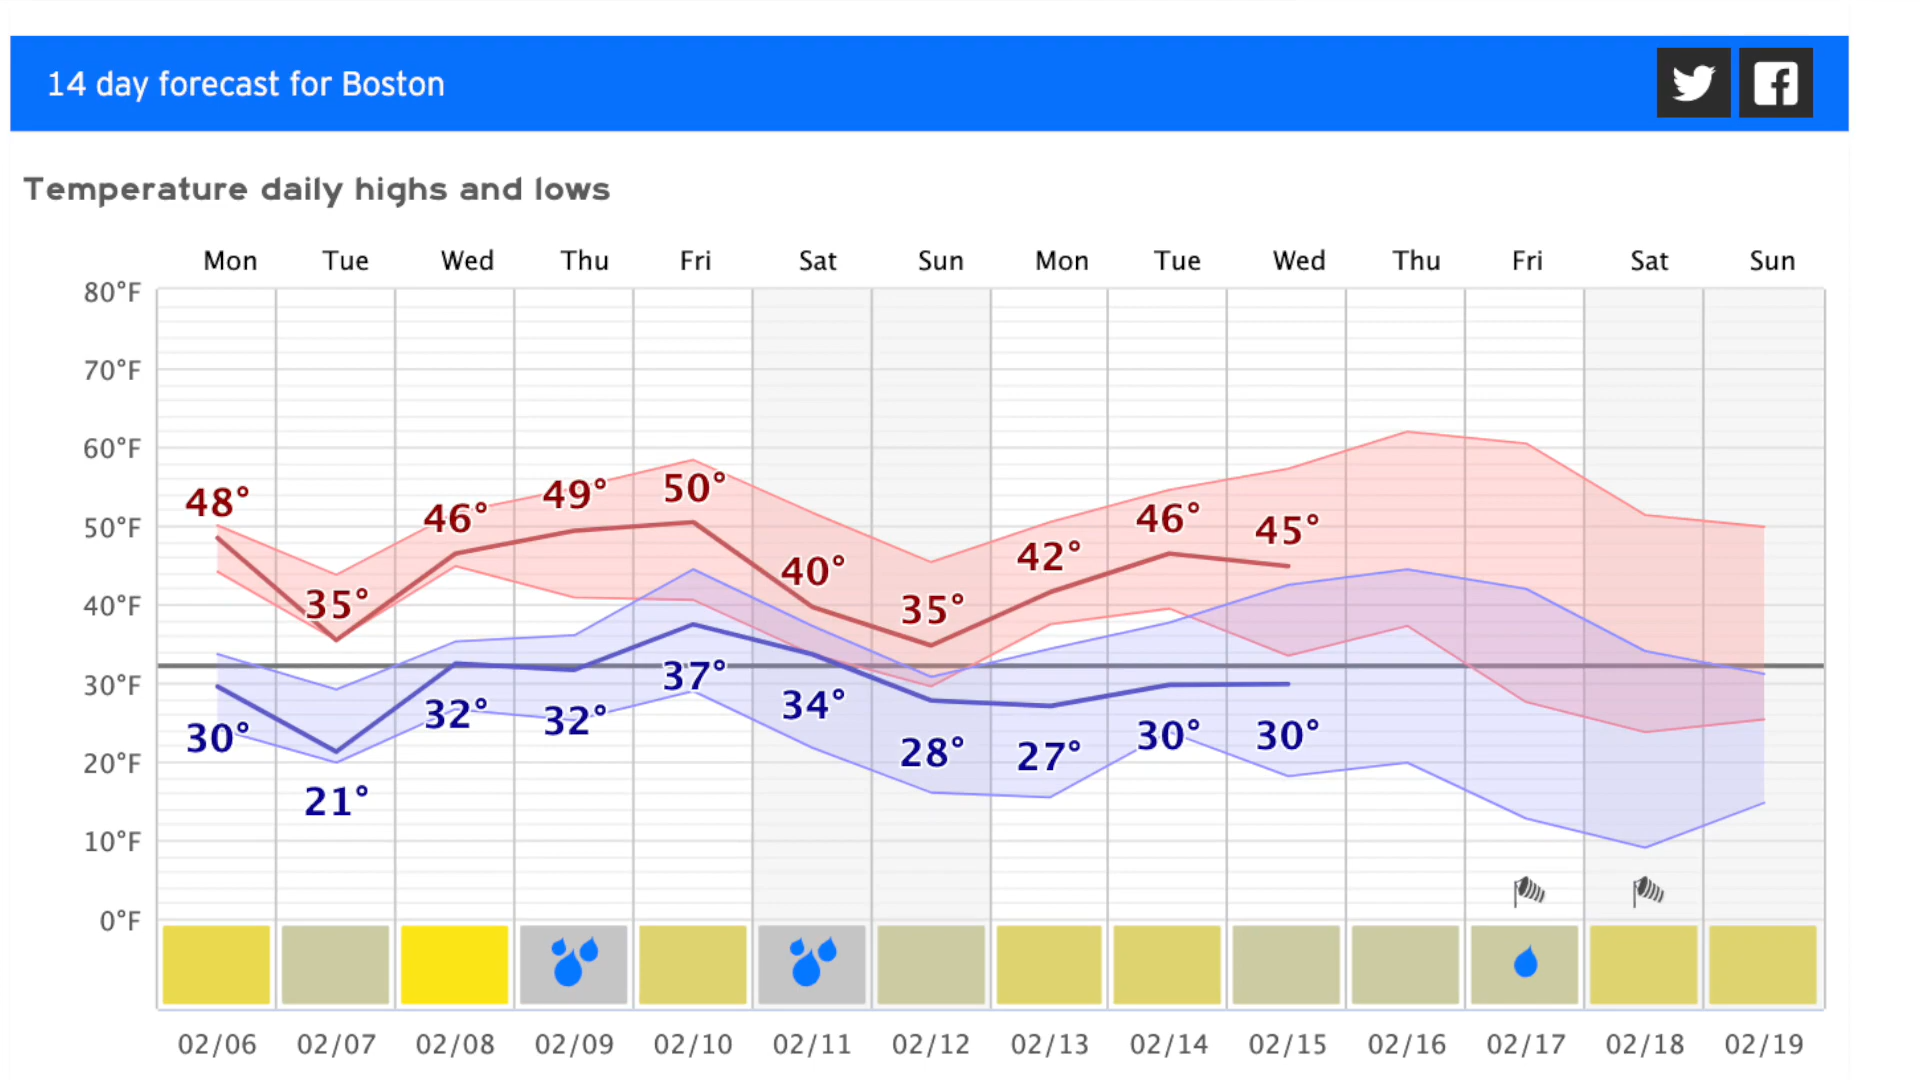 14 day forecast for Boston
Temperature daily highs and lows
Mon Tue Wed Thu Fri Sat Sun Mon Tue Wed Thu Fri Sat Sun
80°F
70°F
60°F
50°F
40°F
30°F
20°F
10°F
0°F
48° 35° 46° 49° 50° 40° 35° 42° 46° 45°
30° 21° 32° 32° 37° 34° 28° 27° 30° 30°
02/06 02/07 02/08 02/09 02/10 02/11 02/12 02/13 02/14 02/15 02/16 02/17 02/18 02/19